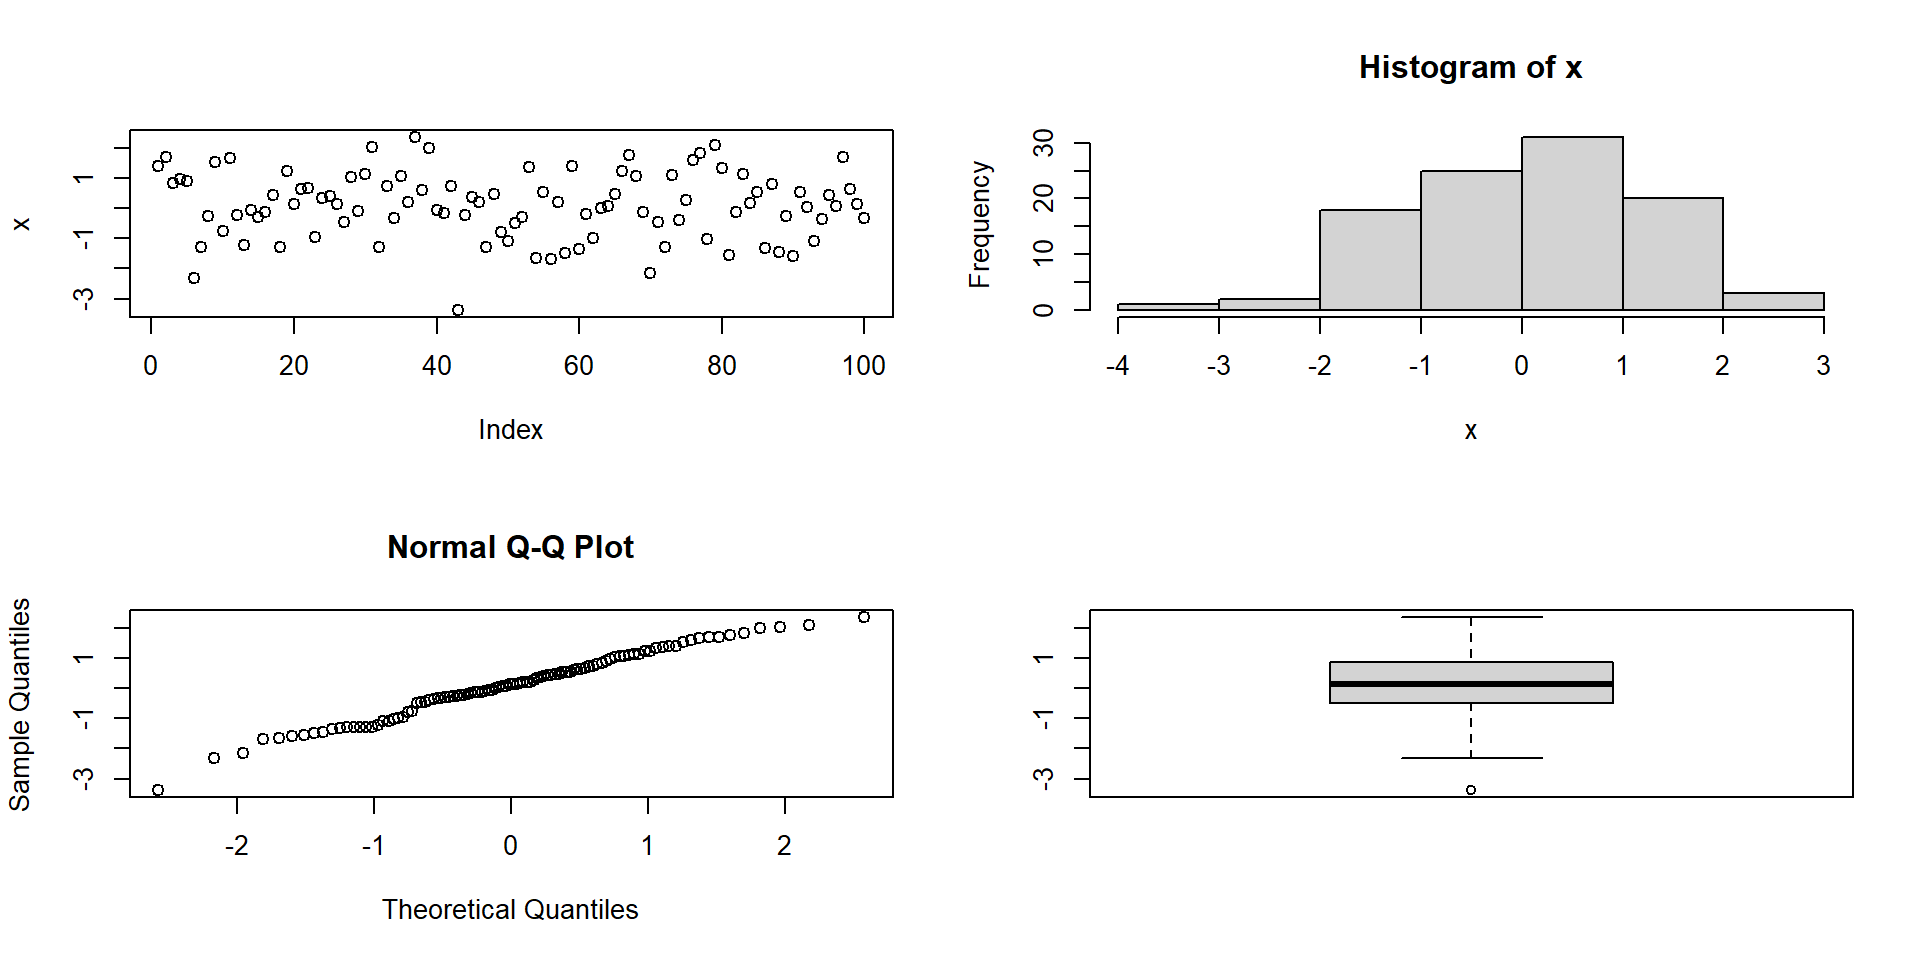 x
1
-1
-3
0 20 40 60 80 100
Index
Histogram of x
Frequency
30
20
10
0
-4 -3 -2 -1 0 1 2 3
x
Normal Q-Q Plot
Sample Quantiles
1
-1
-3
-2 -1 0 1 2
Theoretical Quantiles
1
-1
-3